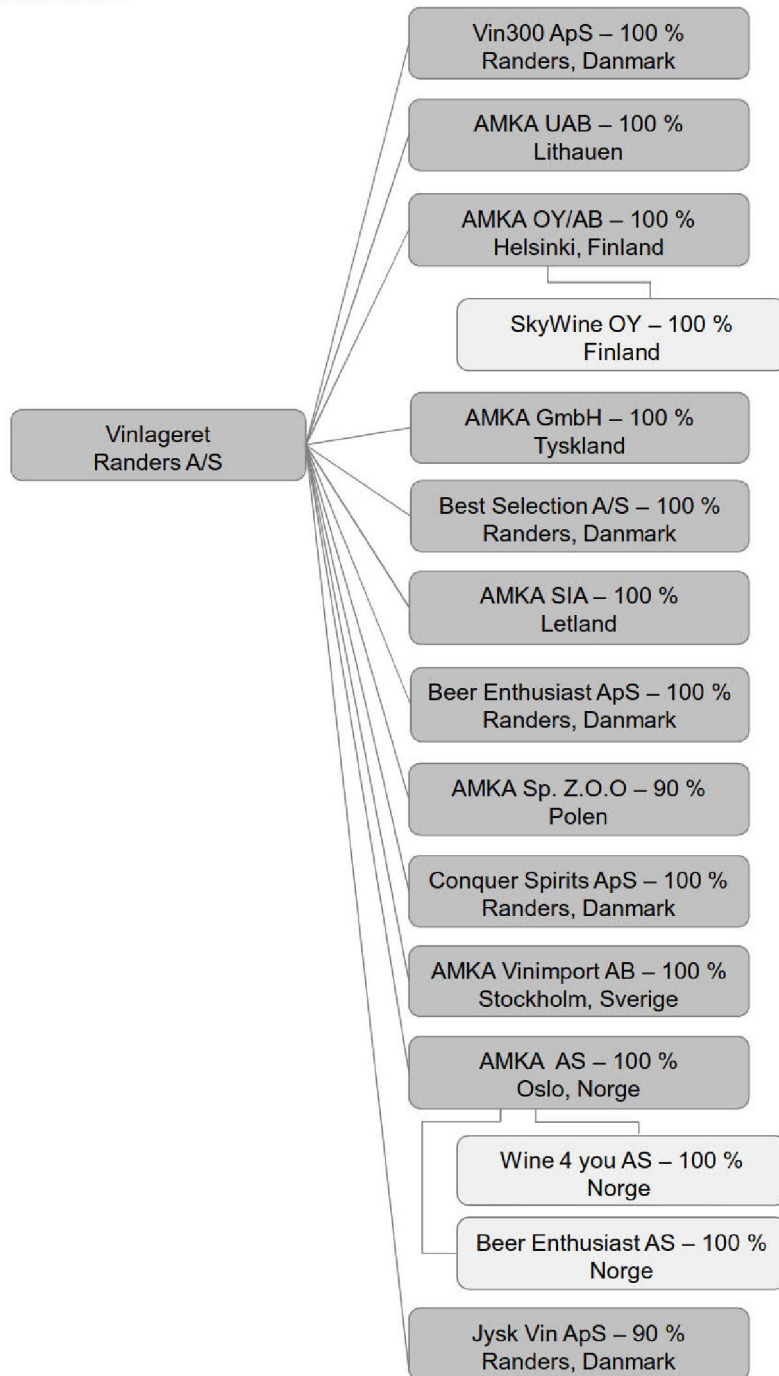 Vin300 ApS – 100 %
Randers, Danmark
AMKA UAB – 100 %
Lithauen
AMKA OY/AB – 100 %
Helsinki, Finland
SkyWine OY – 100 %
Finland
Vinlageret
Randers A/S
AMKA GmbH – 100 %
Tyskland
Best Selection A/S – 100 %
Randers, Danmark
AMKA SIA – 100 %
Letland
Beer Enthusiast ApS – 100 %
Randers, Danmark
AMKA Sp. Z.O.O – 90 %
Polen
Conquer Spirits ApS – 100 %
Randers, Danmark
AMKA Vinimport AB – 100 %
Stockholm, Sverige
AMKA AS – 100 %
Oslo, Norge
Wine 4 you AS – 100 %
Norge
Beer Enthusiast AS – 100 %
Norge
Jysk Vin ApS – 90 %
Randers, Danmark